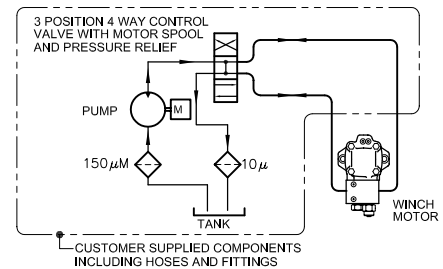 3 POSITION 4 WAY CONTROL
VALVE WITH MOTOR SPOOL
AND PRESSURE RELIEF
PUMP
M
150μM
10μ
TANK
WINCH
MOTOR
CUSTOMER SUPPLIED COMPONENTS
INCLUDING HOSES AND FITTINGS